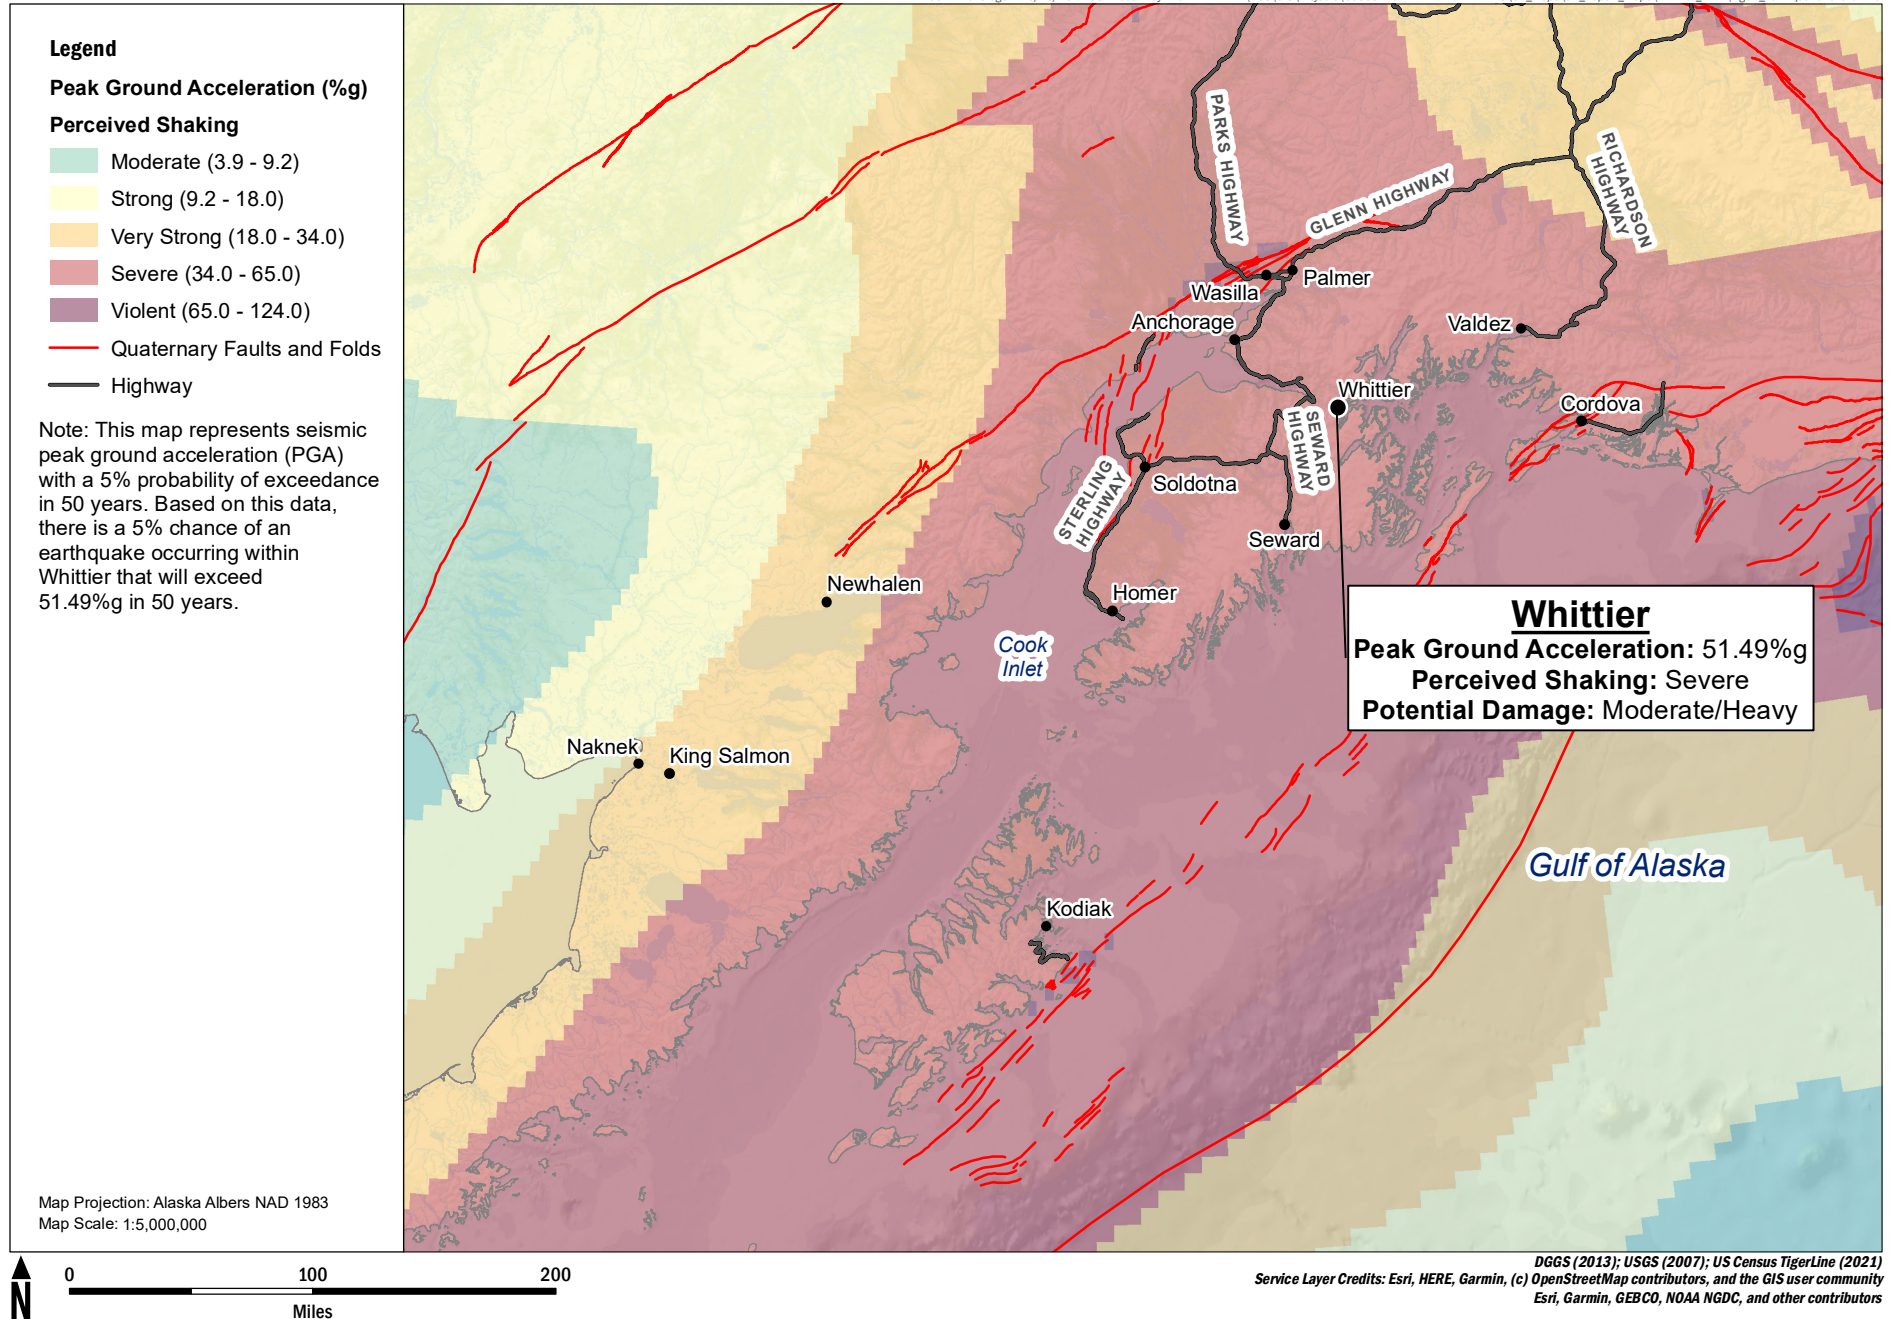 Legend
Peak Ground Acceleration (%g)
Perceived Shaking
Moderate (3.9 - 9.2)
Strong (9.2 - 18.0)
Very Strong (18.0 - 34.0)
Severe (34.0 - 65.0)
Violent (65.0 - 124.0)
Quaternary Faults and Folds
Highway
Note: This map represents seismic
peak ground acceleration (PGA)
with a 5% probability of exceedance
in 50 years. Based on this data,
there is a 5% chance of an
earthquake occurring within
Whittier that will exceed
51.49%g in 50 years.
Map Projection: Alaska Albers NAD 1983
Map Scale: 1:5,000,000
PARKS HIGHWAY
GLENN HIGHWAY
RICHARDSON
HIGHWAY
Wasilla
Palmer
Anchorage
Valdez
Whittier
Cordova
SEWARD
HIGHWAY
STERLING
HIGHWAY
Soldotna
Seward
Newhalen
Homer
Cook
Inlet
Whittier
Peak Ground Acceleration: 51.49%g
Perceived Shaking: Severe
Potential Damage: Moderate/Heavy
Naknek
King Salmon
Gulf of Alaska
Kodiak
N
0 100 200
Miles
DGGS (2013); USGS (2007); US Census TigerLine (2021)
Service Layer Credits: Esri, HERE, Garmin, (c) OpenStreetMap contributors, and the GIS user community
Esri, Garmin, GEBCO, NOAA NGDC, and other contributors